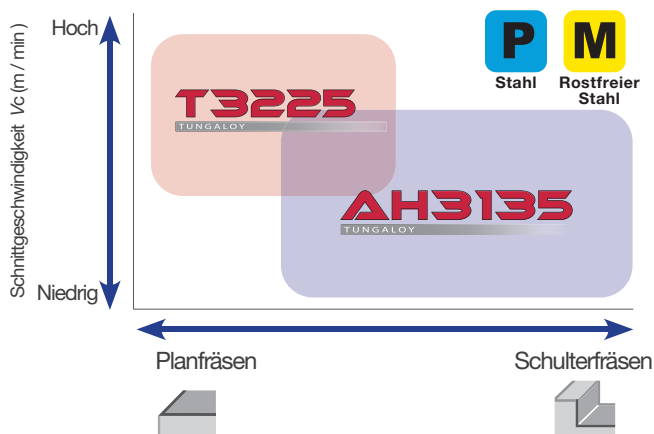 Hoch
P
M
Stahl
Rostfreier
Stahl
T3225
TUNGALOY
AH3135
TUNGALOY
Schnittgeschwindigkeit Vc (m / min)
Niedrig
Planfräsen
Schulterfräsen